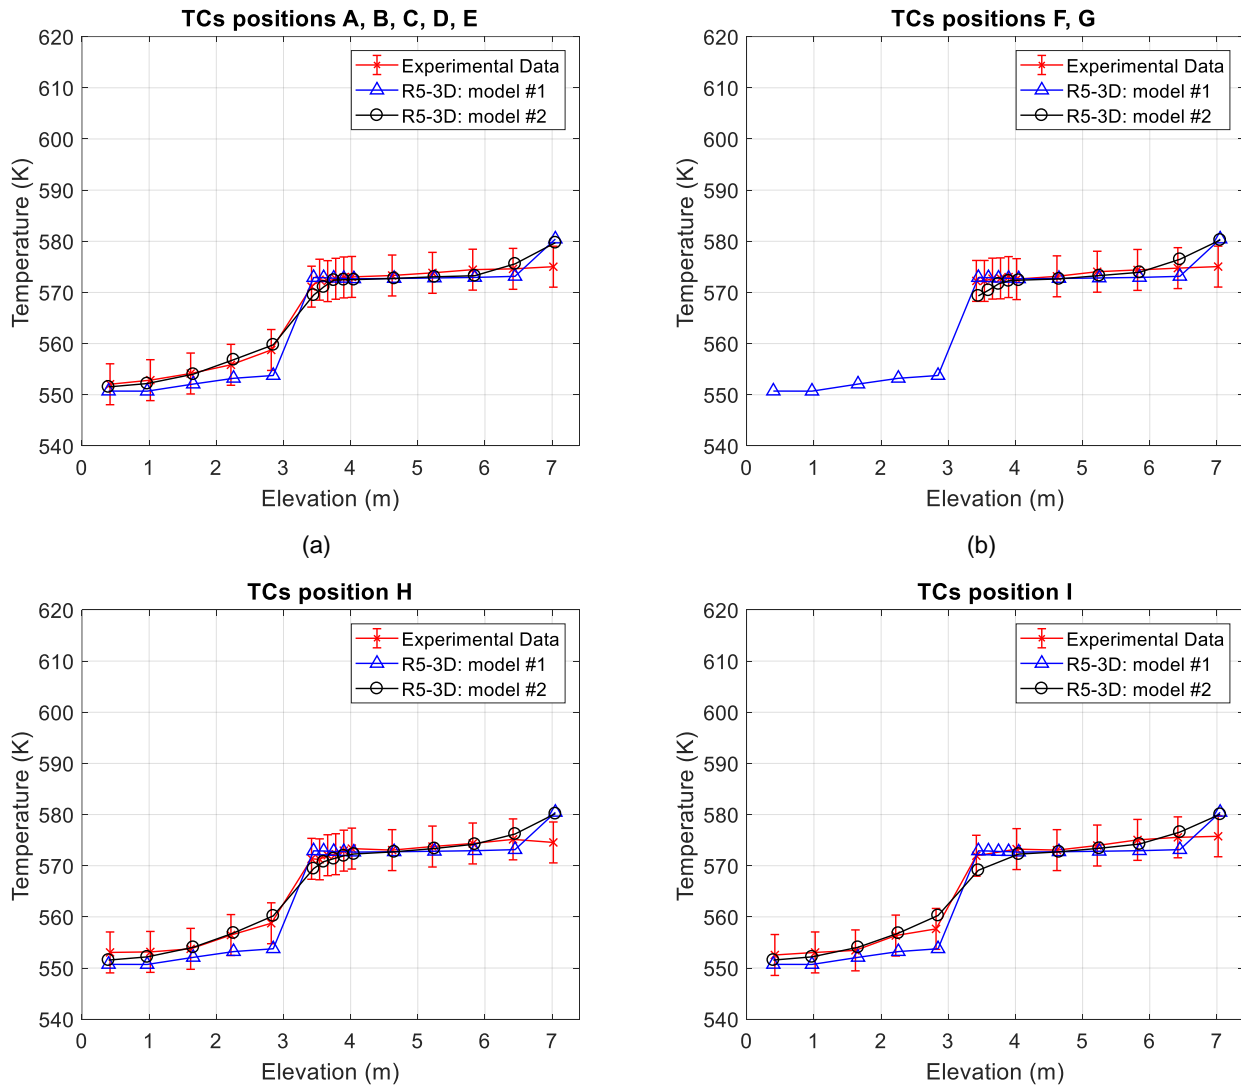 TCs positions A, B, C, D, E
620
610
600
590
580
570
560
550
540
Temperature (K)
Experimental Data
R5-3D: model #1
R5-3D: model #2
0 1 2 3 4 5 6 7
Elevation (m)
(a)
TCs positions F, G
620
610
600
590
580
570
560
550
540
Temperature (K)
Experimental Data
R5-3D: model #1
R5-3D: model #2
0 1 2 3 4 5 6 7
Elevation (m)
(b)
TCs position H
620
610
600
590
580
570
560
550
540
Temperature (K)
Experimental Data
R5-3D: model #1
R5-3D: model #2
0 1 2 3 4 5 6 7
Elevation (m)
TCs position I
620
610
600
590
580
570
560
550
540
Temperature (K)
Experimental Data
R5-3D: model #1
R5-3D: model #2
0 1 2 3 4 5 6 7
Elevation (m)